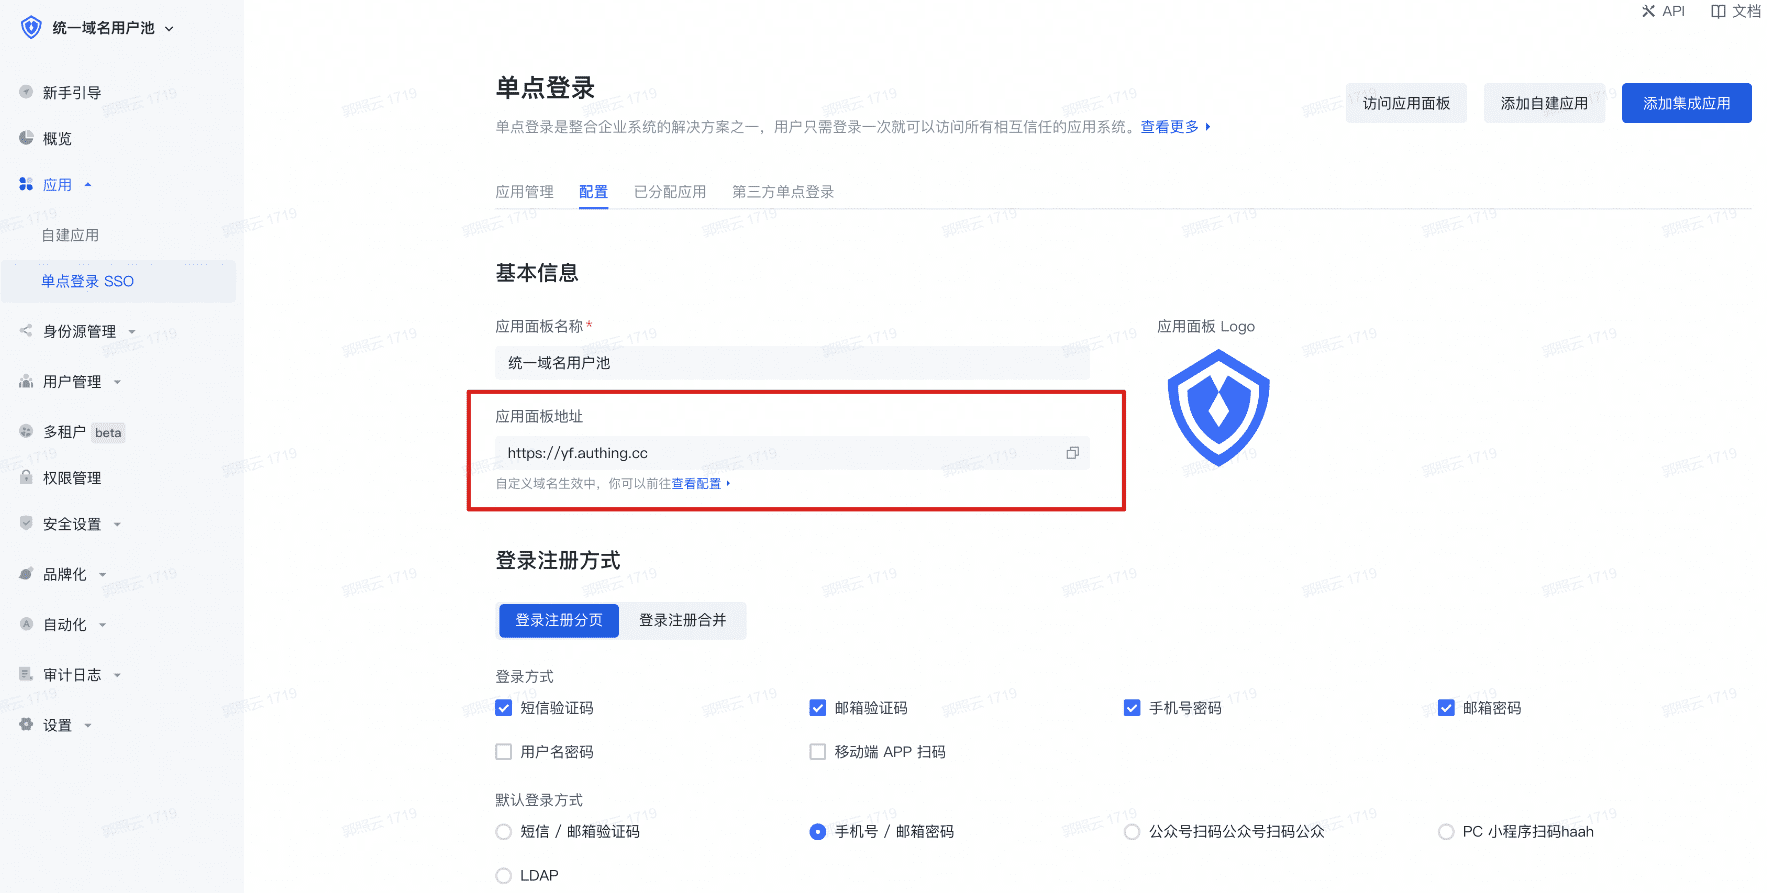 统一域名用户池
API
文档
新手引导
概览
应用
自建应用
单点登录 SSO
身份源管理
用户管理
多租户 beta
权限管理
安全设置
品牌化
自动化
审计日志
设置
单点登录
单点登录是整合企业系统的解决方案之一，用户只需登录一次就可以访问所有相互信任的应用系统。查看更多
访问应用面板
添加自建应用
添加集成应用
应用管理
配置
已分配应用
第三方单点登录
基本信息
应用面板名称*
统一域名用户池
应用面板 Logo
应用面板地址
https://yf.authing.cc
自定义域名生效中，你可以前往查看配置
登录注册方式
登录注册分页
登录注册合并
登录方式
短信验证码
邮箱验证码
手机号密码
邮箱密码
用户名密码
移动端 APP 扫码
默认登录方式
短信 / 邮箱验证码
手机号 / 邮箱密码
公众号扫码公众号扫码公众
PC 小程序扫码haah
LDAP
郭照云 1719